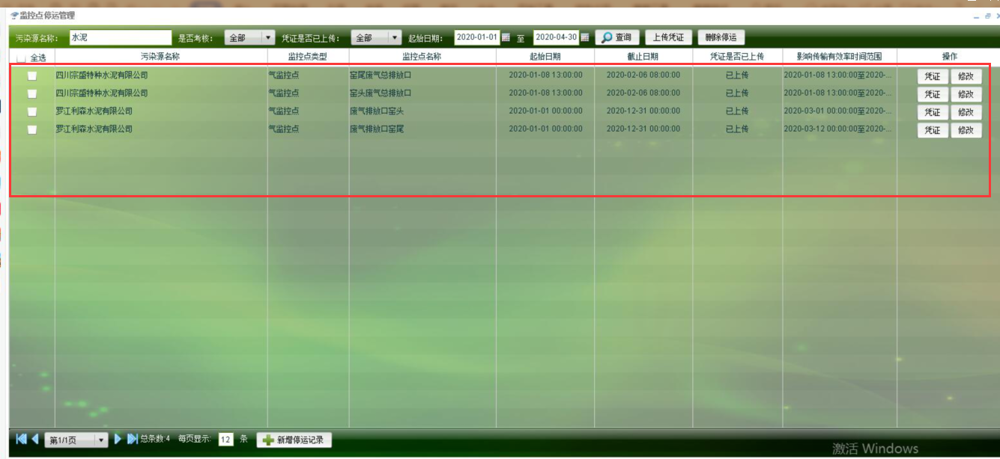 监控点停运管理
污染源名称： 水泥 是否考核： 全部 凭证是否已上传： 全部 起始日期： 2020-01-01 至 2020-04-30 查询 上传凭证 删除停运
全选 污染源名称 监控点类型 监控点名称 起始日期 截止日期 凭证是否已上传 影响传输有效率时间范围 操作
四川宗盛特种水泥有限公司 气监控点 窑尾废气总排放口 2020-01-08 13:00:00 2020-02-06 08:00:00 已上传 2020-01-08 13:00:00至2020-... 凭证 修改
四川宗盛特种水泥有限公司 气监控点 窑头废气总排放口 2020-01-08 13:00:00 2020-02-06 08:00:00 已上传 2020-01-08 13:00:00至2020-... 凭证 修改
罗江利森水泥有限公司 气监控点 废气排放口窑头 2020-01-01 00:00:00 2020-12-31 00:00:00 已上传 2020-03-01 00:00:00至2020-... 凭证 修改
罗江利森水泥有限公司 气监控点 废气排放口窑尾 2020-01-01 00:00:00 2020-12-31 00:00:00 已上传 2020-03-12 00:00:00至2020-... 凭证 修改
第1/1页 总条数:4 每页显示: 12 条 新增停运记录
激活 Windows